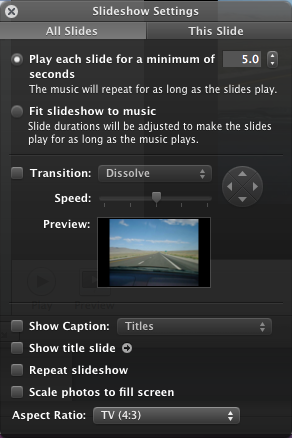 Slideshow Settings
All Slides
This Slide
Play each slide for a minimum of 5.0
seconds
The music will repeat for as long as the slides play.
Fit slideshow to music
Slide durations will be adjusted to make the slides
play for as long as the music plays.
Transition: Dissolve
Speed:
Preview:
Play
Show Caption: Titles
Show title slide
Repeat slideshow
Scale photos to fill screen
Aspect Ratio: TV (4:3)